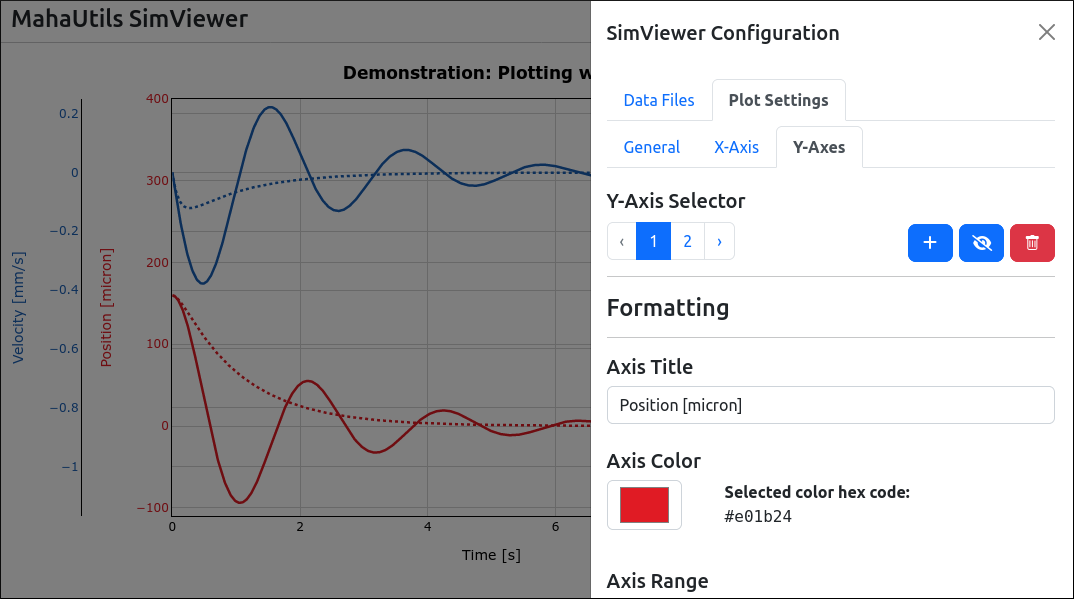 MahaUtils SimViewer
Demonstration: Plotting w
Velocity [mm/s]
0.2
0
−0.2
−0.4
−0.6
−0.8
−1
Position [micron]
400
300
200
100
0
−100
0 2 4 6
Time [s]
SimViewer Configuration
Data Files Plot Settings
General X-Axis Y-Axes
Y-Axis Selector
‹ 1 2 ›
Formatting
Axis Title
Position [micron]
Axis Color
Selected color hex code:
#e01b24
Axis Range